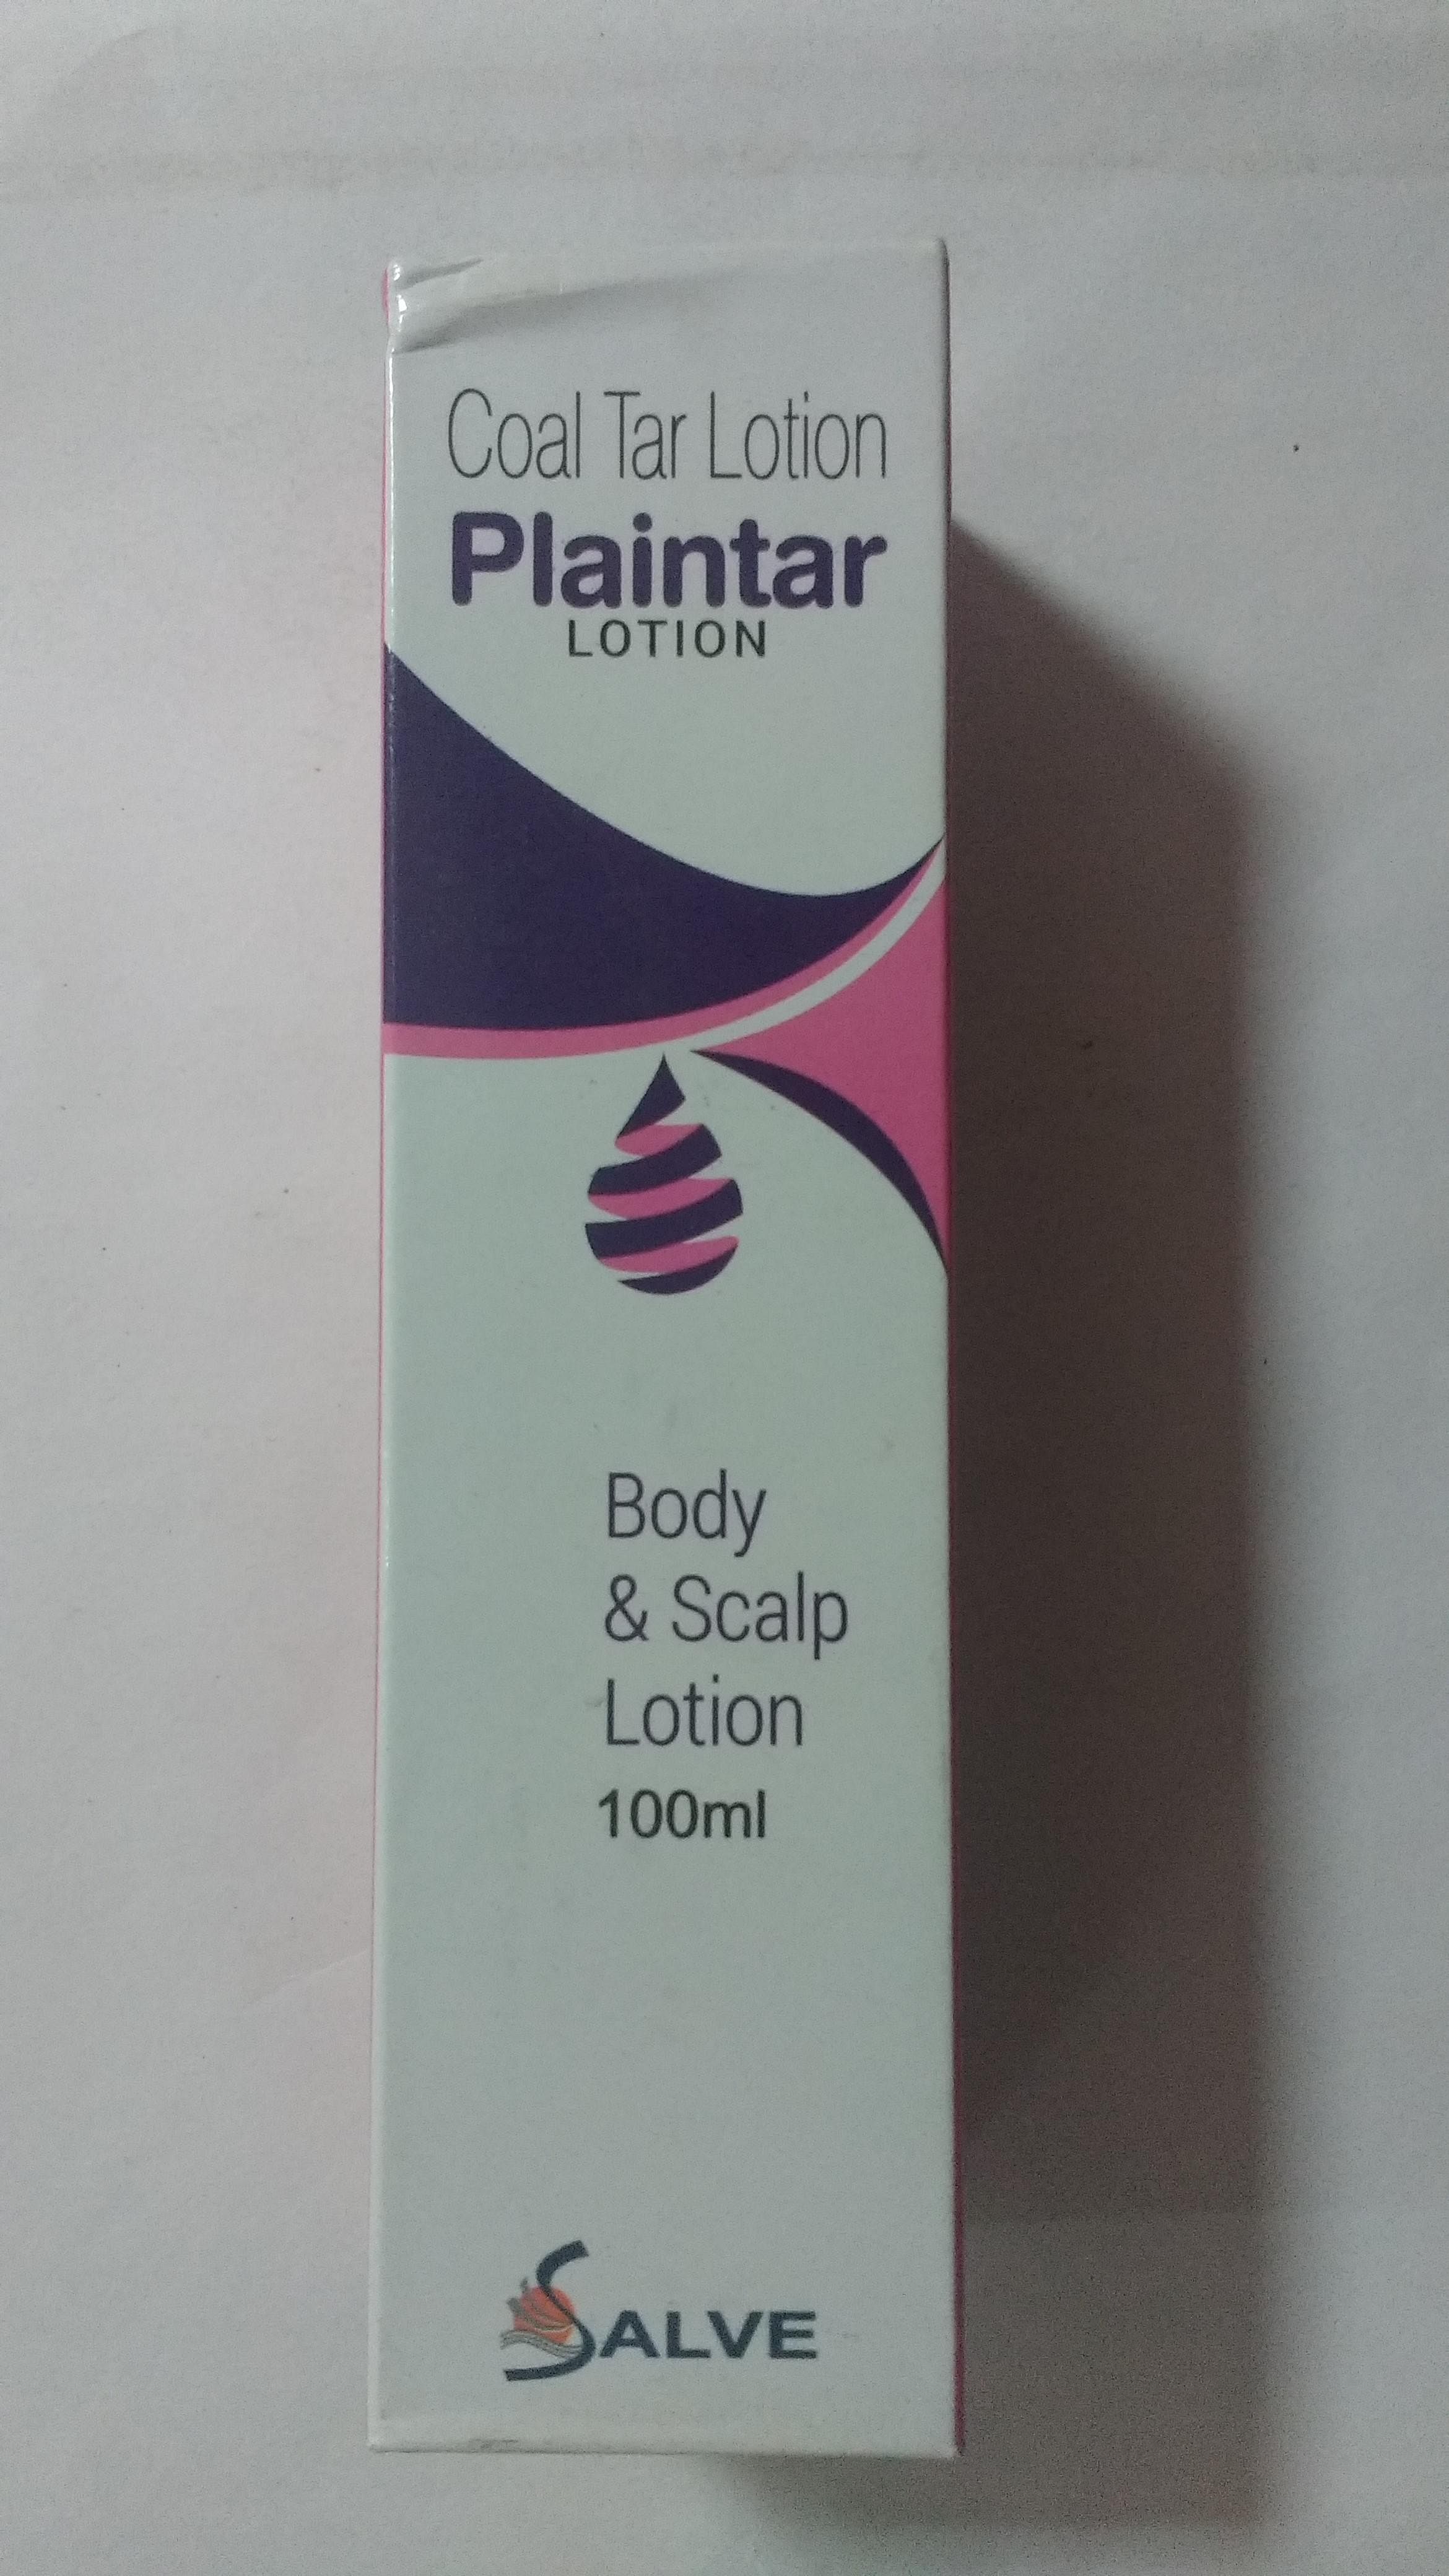 Coal Tar Lotion
Plaintar
LOTION
Body
& Scalp
Lotion
100ml
SALVE